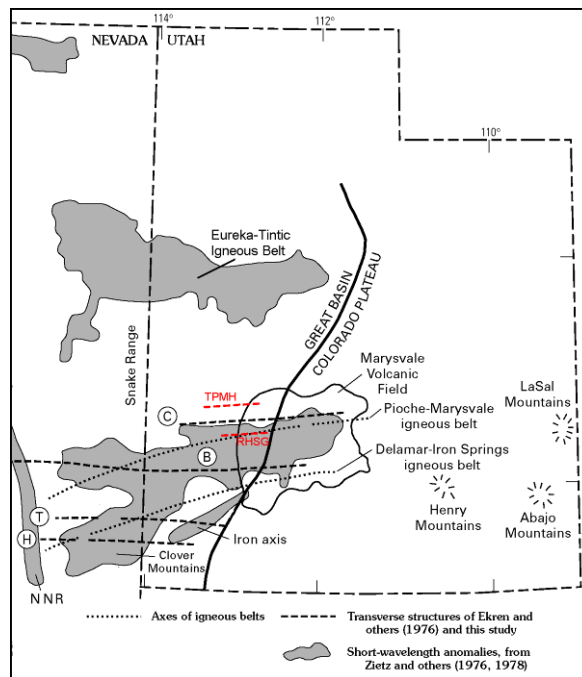 114°
112°
NEVADA
UTAH
110°
Eureka-Tintic
Igneous Belt
GREAT BASIN
COLORADO PLATEAU
Snake Range
Marysvale
Volcanic
Field
TPMH
LaSal
Mountains
C
Pioche-Marysvale
igneous belt
RHSG
B
Delamar-Iron Springs
igneous belt
T
Henry
Mountains
Abajo
Mountains
H
Iron axis
Clover
Mountains
NNR
Axes of igneous belts
Transverse structures of Ekren and
others (1976) and this study
Short-wavelength anomalies, from
Zietz and others (1976, 1978)